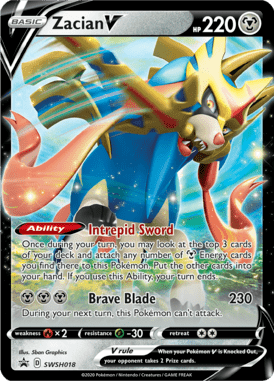 BASIC Zacian V HP 220
Ability Intrepid Sword
Once during your turn, you may look at the top 3 cards
of your deck and attach any number of Energy cards
you find there to this Pokémon. Put the other cards into
your hand. If you use this Ability, your turn ends.
Brave Blade 230
During your next turn, this Pokémon can't attack.
weakness ×2 resistance -30 retreat
V rule When your Pokémon V is Knocked Out,
your opponent takes 2 Prize cards.
Illus. 5ban Graphics
D SWSH018 ©2020 Pokémon / Nintendo / Creatures / GAME FREAK